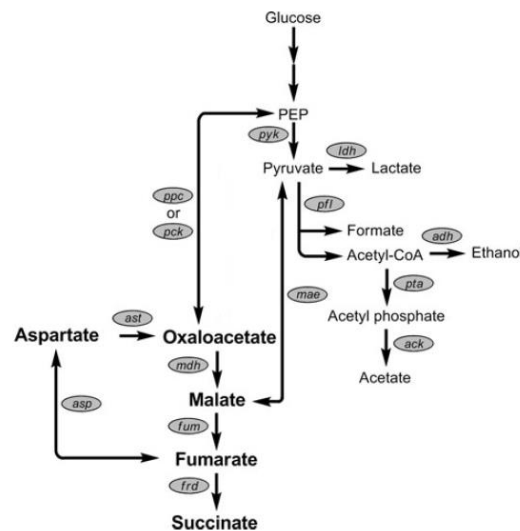 Glucose
PEP
pyk
Pyruvate
ldh
Lactate
ppc
or
pck
pfl
Formate
Acetyl-CoA
adh
Ethano
mae
pta
Acetyl phosphate
Aspartate
ast
Oxaloacetate
ack
mdh
Acetate
Malate
asp
fum
Fumarate
frd
Succinate